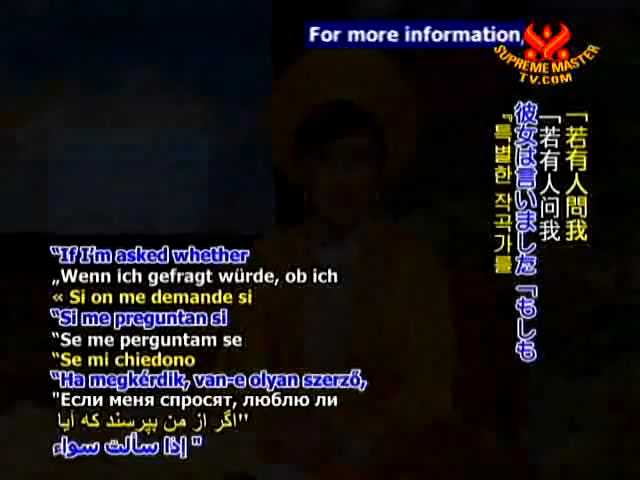 For more information,
SUPREME MASTER
TV.COM
「若有人問我
「若有人问我
彼女は言いました「もしも
『특별한 작곡가를
“If I’m asked whether
„Wenn ich gefragt würde, ob ich
« Si on me demande si
“Si me preguntan si
“Se me perguntam se
“Se mi chiedono
“Ha megkérdik, van-e olyan szerző,
"Если меня спросят, люблю ли
"اگر از من بپرسند که آیا
" إذا سألت سواء